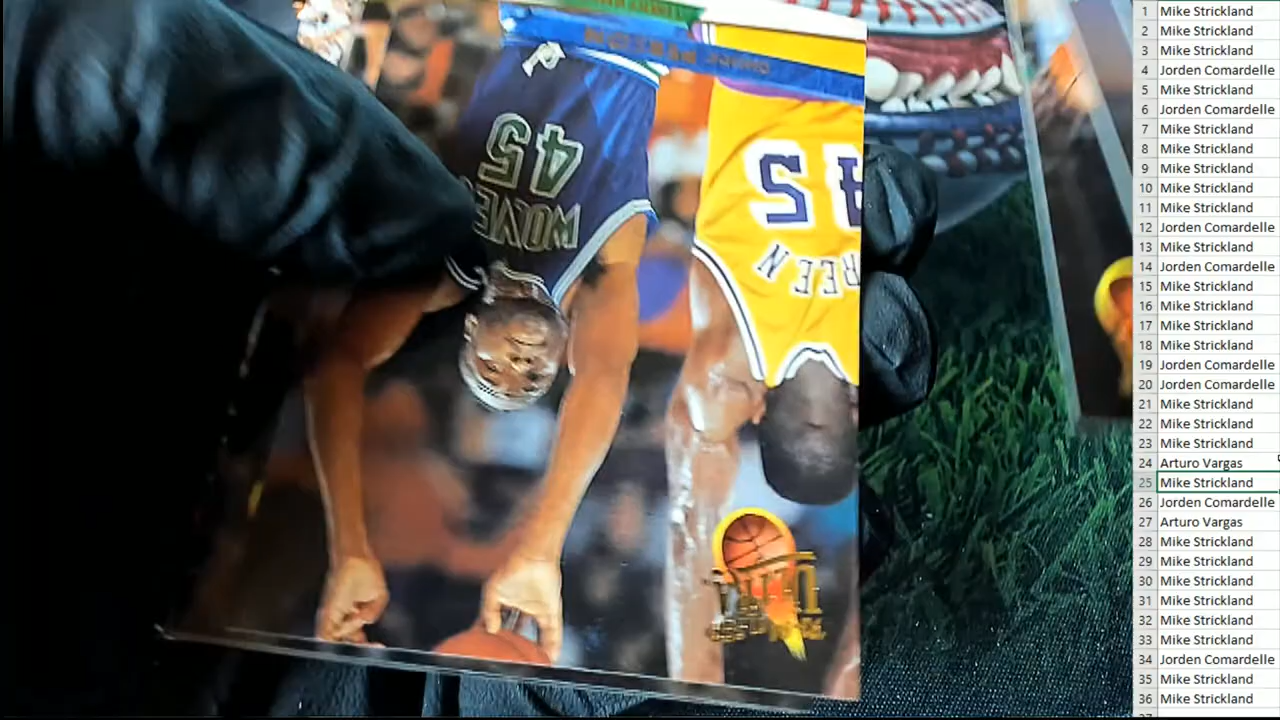 45
WOLVES
45
REEN
1 Mike Strickland
2 Mike Strickland
3 Mike Strickland
4 Jorden Comardelle
5 Mike Strickland
6 Jorden Comardelle
7 Mike Strickland
8 Mike Strickland
9 Mike Strickland
10 Mike Strickland
11 Mike Strickland
12 Jorden Comardelle
13 Mike Strickland
14 Jorden Comardelle
15 Mike Strickland
16 Mike Strickland
17 Mike Strickland
18 Mike Strickland
19 Jorden Comardelle
20 Jorden Comardelle
21 Mike Strickland
22 Mike Strickland
23 Mike Strickland
24 Arturo Vargas
25 Mike Strickland
26 Jorden Comardelle
27 Arturo Vargas
28 Mike Strickland
29 Mike Strickland
30 Mike Strickland
31 Mike Strickland
32 Mike Strickland
33 Mike Strickland
34 Jorden Comardelle
35 Mike Strickland
36 Mike Strickland